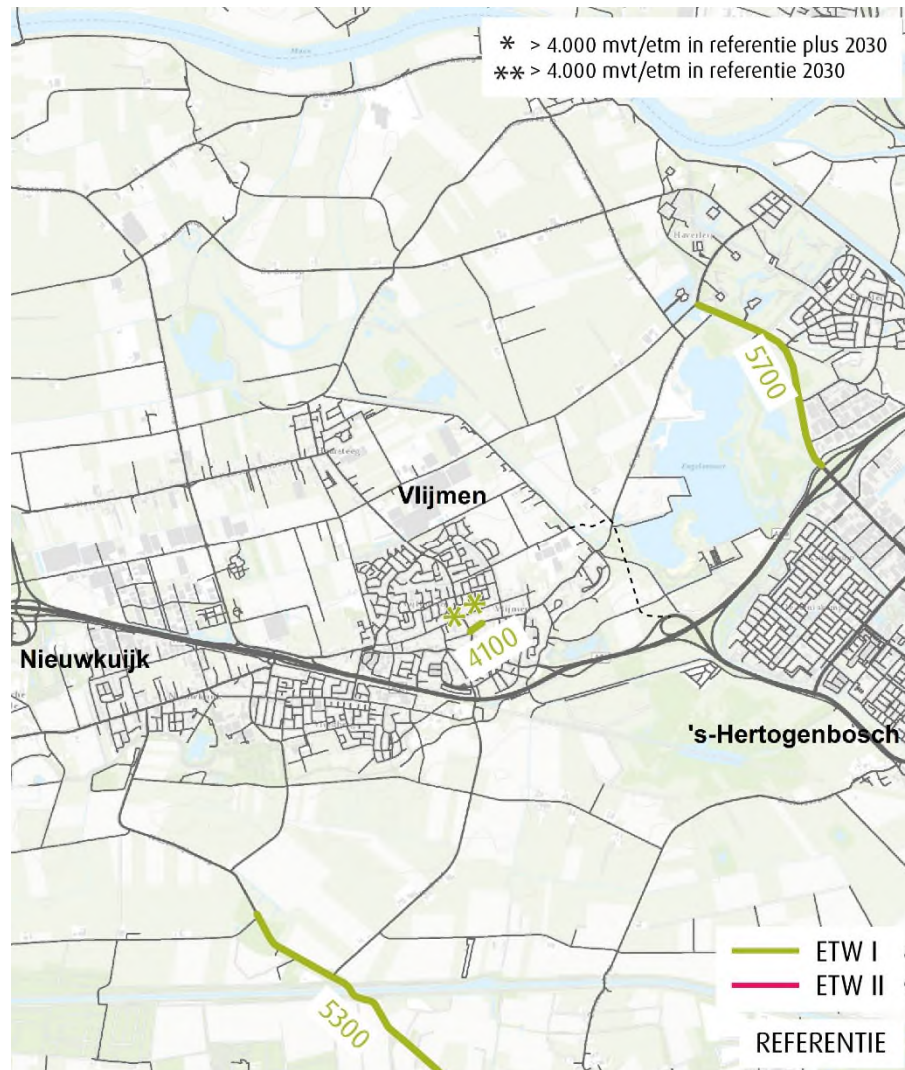 * > 4.000 mvt/etm in referentie plus 2030
** > 4.000 mvt/etm in referentie 2030
Maas
5700
Vlijmen
**
4100
Nieuwkuijk
's-Hertogenbosch
5300
ETW I
ETW II
REFERENTIE